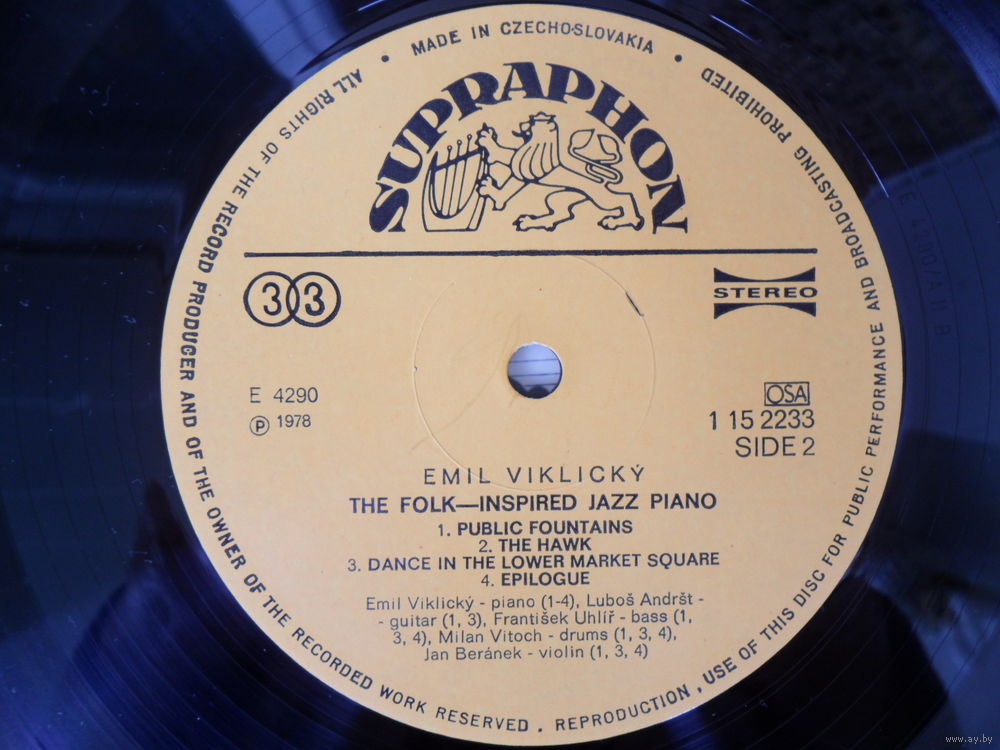 MADE IN CZECHOSLOVAKIA
ALL RIGHTS OF THE RECORD PRODUCER AND OF THE OWNER OF THE RECORDED WORK RESERVED . REPRODUCTION , USE OF THIS DISC FOR PUBLIC PERFORMANCE AND BROADCASTING PROHIBITED
SUPRAPHON
33
STEREO
E 4290
℗ 1978
OSA
1 15 2233
SIDE 2
EMIL VIKLICKÝ
THE FOLK—INSPIRED JAZZ PIANO
1. PUBLIC FOUNTAINS
2. THE HAWK
3. DANCE IN THE LOWER MARKET SQUARE
4. EPILOGUE
Emil Viklický - piano (1-4), Luboš Andršt -
- guitar (1, 3), František Uhlíř - bass (1,
3, 4), Milan Vitoch - drums (1, 3, 4),
Jan Beránek - violin (1, 3, 4)
www.ay.by